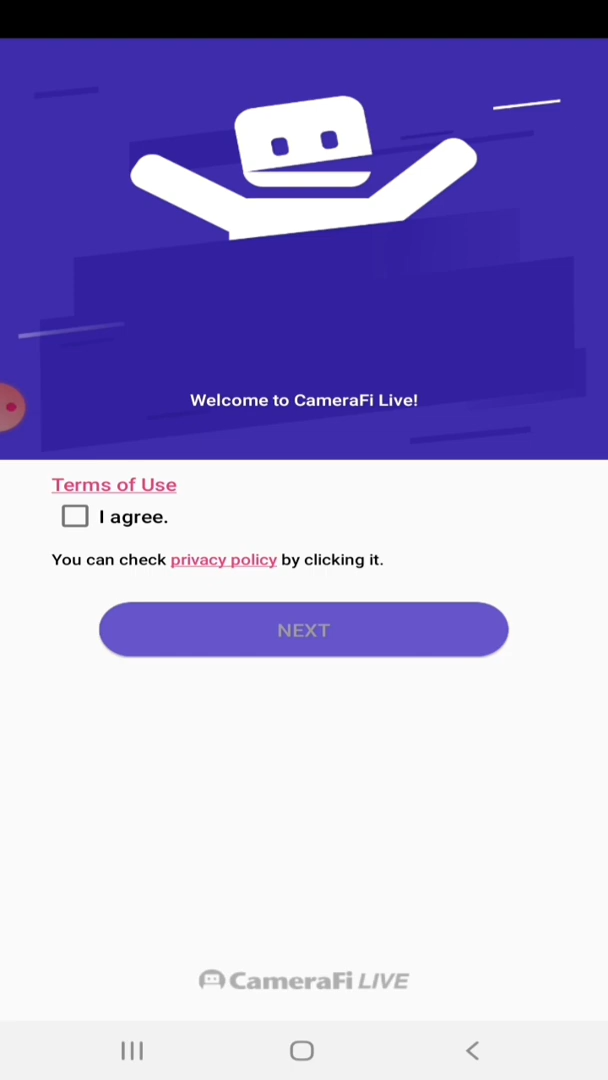 Welcome to CameraFi Live!
Terms of Use
I agree.
You can check privacy policy by clicking it.
NEXT
CameraFi LIVE